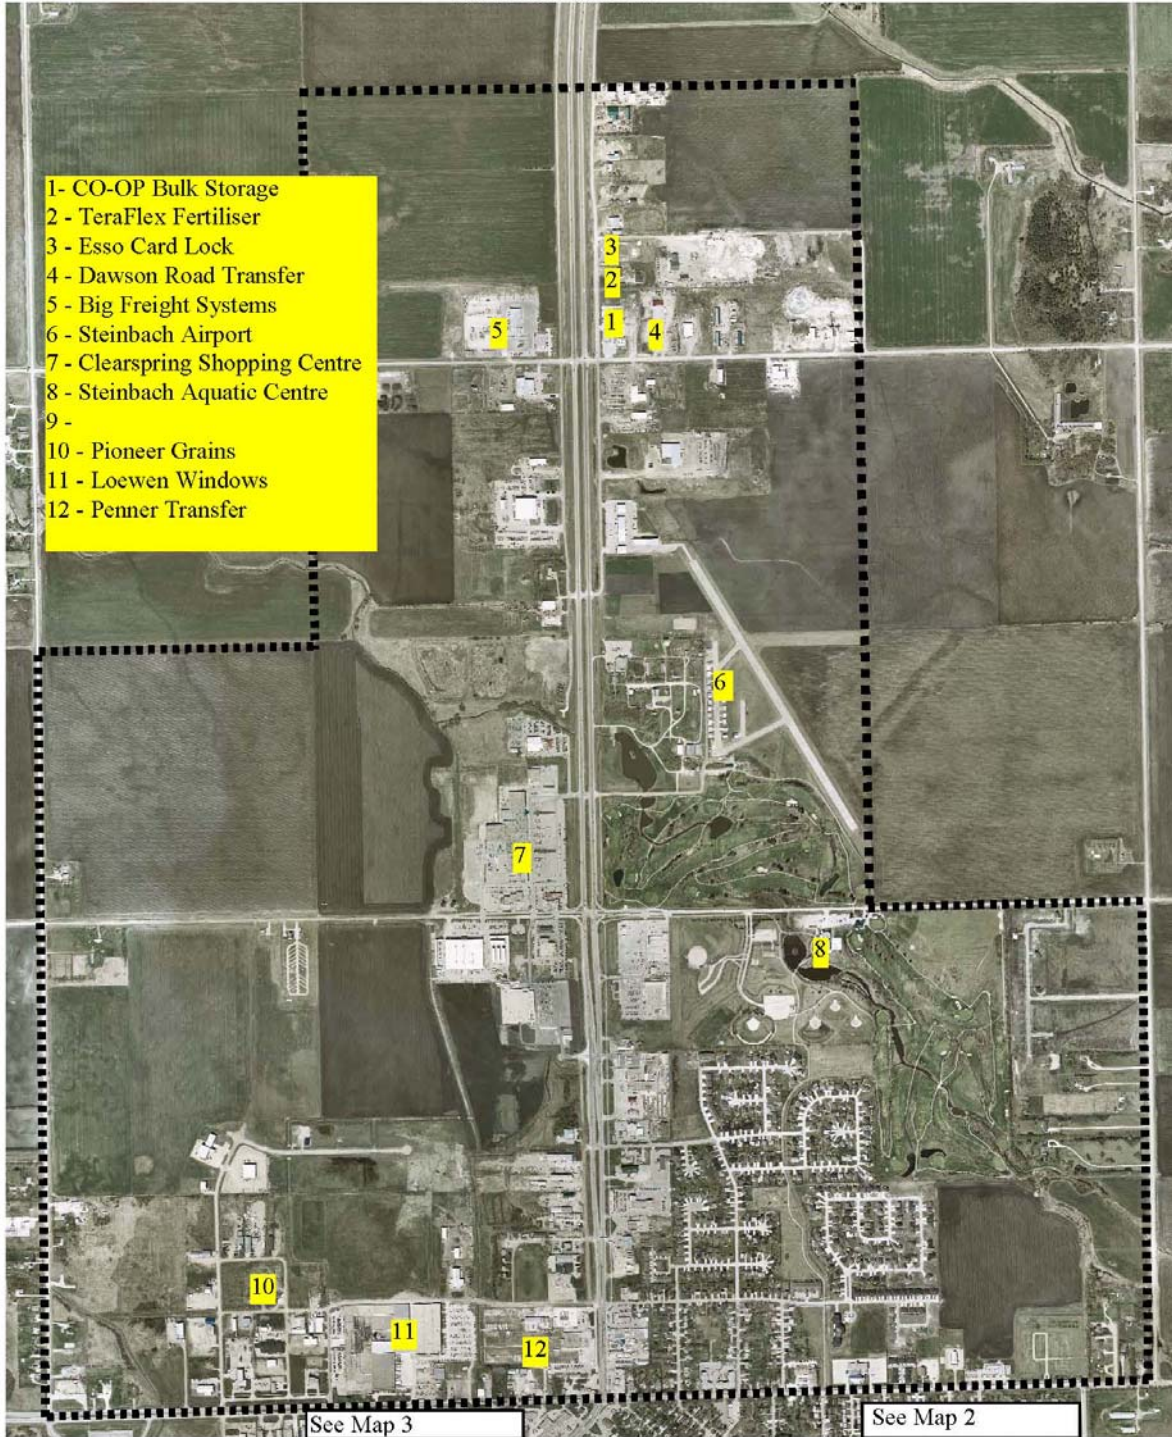 1- CO-OP Bulk Storage
2 - TeraFlex Fertiliser
3 - Esso Card Lock
4 - Dawson Road Transfer
5 - Big Freight Systems
6 - Steinbach Airport
7 - Clearspring Shopping Centre
8 - Steinbach Aquatic Centre
9 -
10 - Pioneer Grains
11 - Loewen Windows
12 - Penner Transfer
3
2
1
4
5
6
7
8
10
11
12
See Map 3
See Map 2